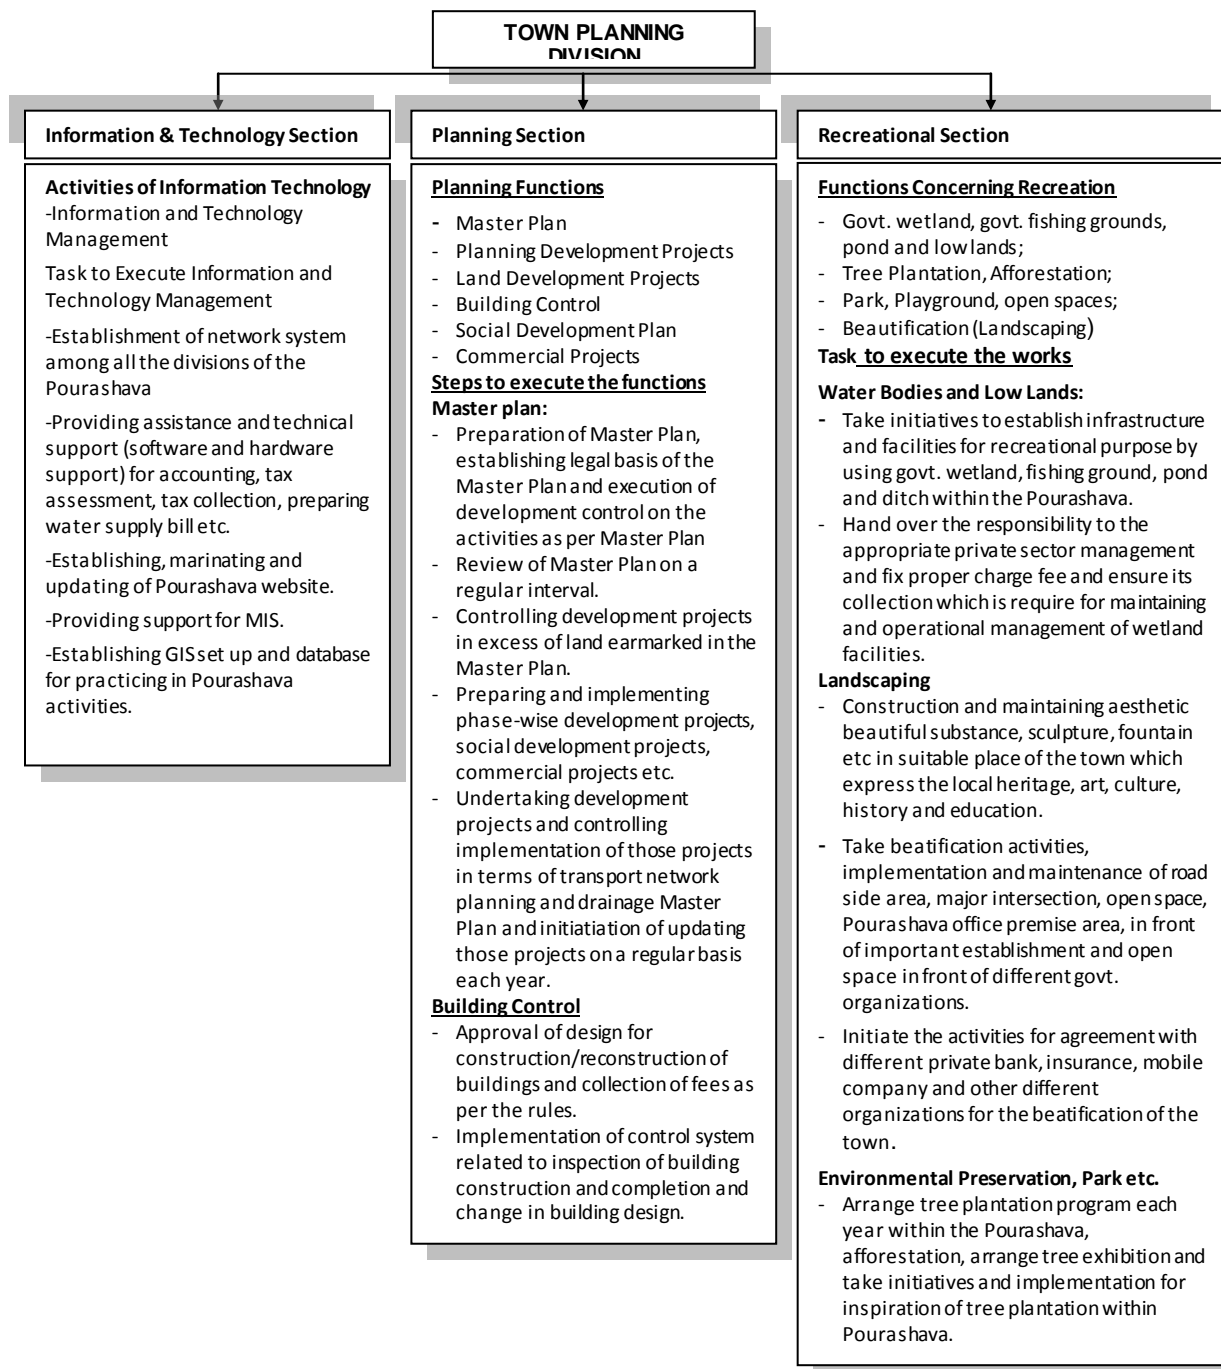 TOWN PLANNING
DIVISION
Information & Technology Section
Activities of Information Technology
-Information and Technology
Management
Task to Execute Information and
Technology Management
-Establishment of network system
among all the divisions of the
Pourashava
-Providing assistance and technical
support (software and hardware
support) for accounting, tax
assessment, tax collection, preparing
water supply bill etc.
-Establishing, marinating and
updating of Pourashava website.
-Providing support for MIS.
-Establishing GIS set up and database
for practicing in Pourashava
activities.
Planning Section
Planning Functions
- Master Plan
- Planning Development Projects
- Land Development Projects
- Building Control
- Social Development Plan
- Commercial Projects
Steps to execute the functions
Master plan:
- Preparation of Master Plan,
establishing legal basis of the
Master Plan and execution of
development control on the
activities as per Master Plan
- Review of Master Plan on a
regular interval.
- Controlling development projects
in excess of land earmarked in the
Master Plan.
- Preparing and implementing
phase-wise development projects,
social development projects,
commercial projects etc.
- Undertaking development
projects and controlling
implementation of those projects
in terms of transport network
planning and drainage Master
Plan and initiatiation of updating
those projects on a regular basis
each year.
Building Control
- Approval of design for
construction/reconstruction of
buildings and collection of fees as
per the rules.
- Implementation of control system
related to inspection of building
construction and completion and
change in building design.
Recreational Section
Functions Concerning Recreation
- Govt. wetland, govt. fishing grounds,
pond and low lands;
- Tree Plantation, Afforestation;
- Park, Playground, open spaces;
- Beautification (Landscaping)
Task to execute the works
Water Bodies and Low Lands:
- Take initiatives to establish infrastructure
and facilities for recreational purpose by
using govt. wetland, fishing ground, pond
and ditch within the Pourashava.
- Hand over the responsibility to the
appropriate private sector management
and fix proper charge fee and ensure its
collection which is require for maintaining
and operational management of wetland
facilities.
Landscaping
- Construction and maintaining aesthetic
beautiful substance, sculpture, fountain
etc in suitable place of the town which
express the local heritage, art, culture,
history and education.
- Take beatification activities,
implementation and maintenance of road
side area, major intersection, open space,
Pourashava office premise area, in front
of important establishment and open
space in front of different govt.
organizations.
- Initiate the activities for agreement with
different private bank, insurance, mobile
company and other different
organizations for the beatification of the
town.
Environmental Preservation, Park etc.
- Arrange tree plantation program each
year within the Pourashava,
afforestation, arrange tree exhibition and
take initiatives and implementation for
inspiration of tree plantation within
Pourashava.